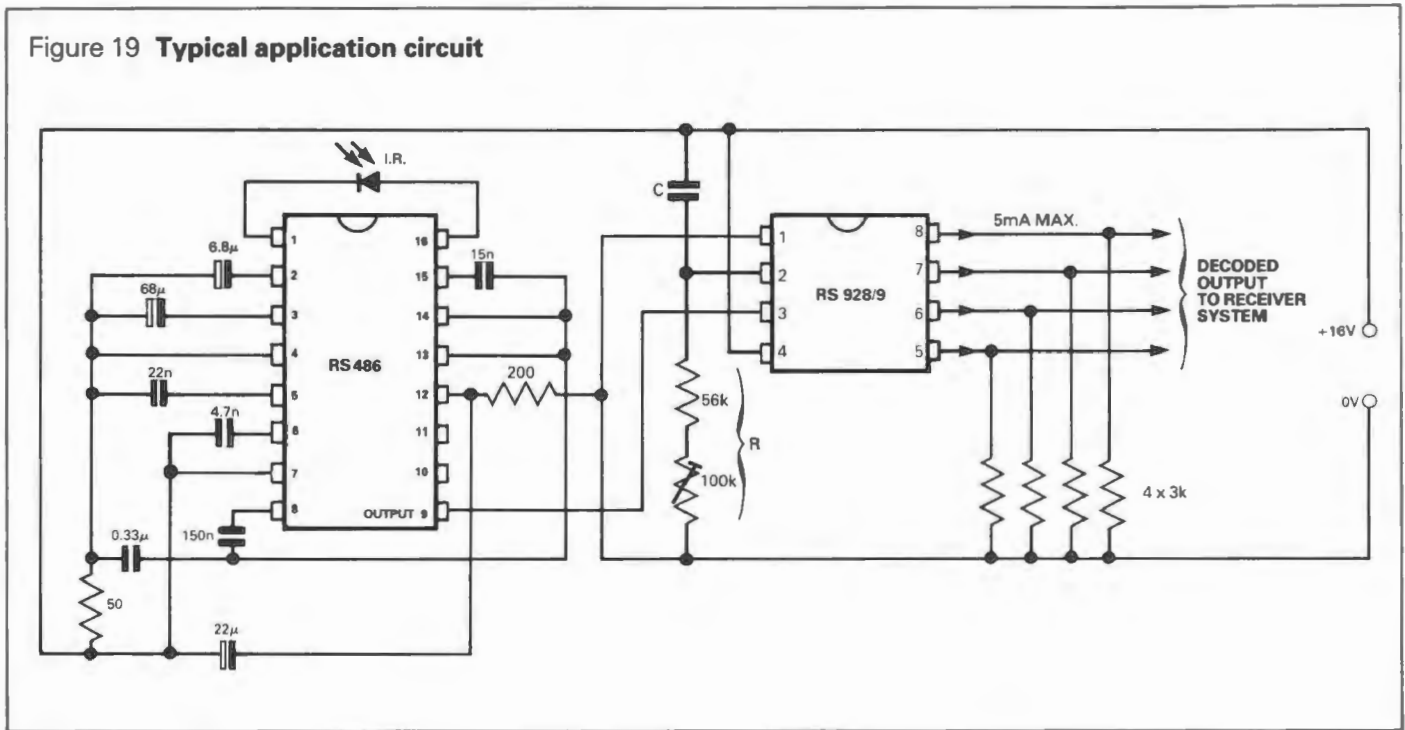 Figure 19 Typical application circuit
I.R.
C
5mA MAX.
6.8µ
1
16
2
15
15n
68µ
3
14
4
13
RS486
22n
5
12
200
4.7n
6
11
7
10
8
OUTPUT 9
150n
0.33µ
50
22µ
1
8
2
7
RS 928/9
3
6
4
5
DECODED
OUTPUT
TO RECEIVER
SYSTEM
+16V
0V
56k
R
100k
4 x 3k